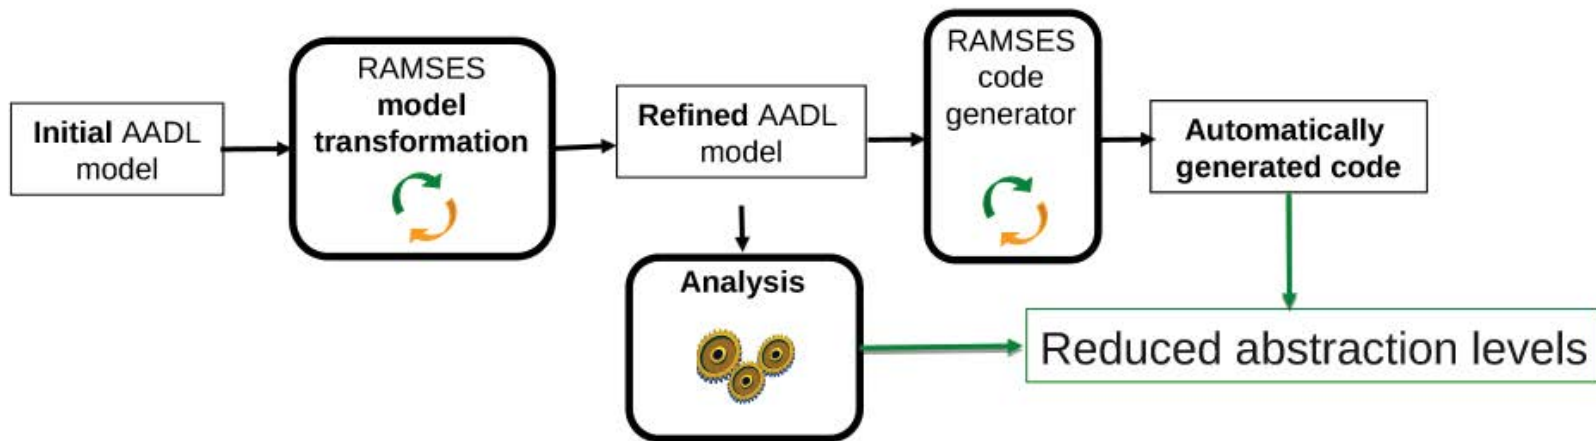 Initial AADL
model
RAMSES
model
transformation
Refined AADL
model
RAMSES
code
generator
Automatically
generated code
Analysis
Reduced abstraction levels